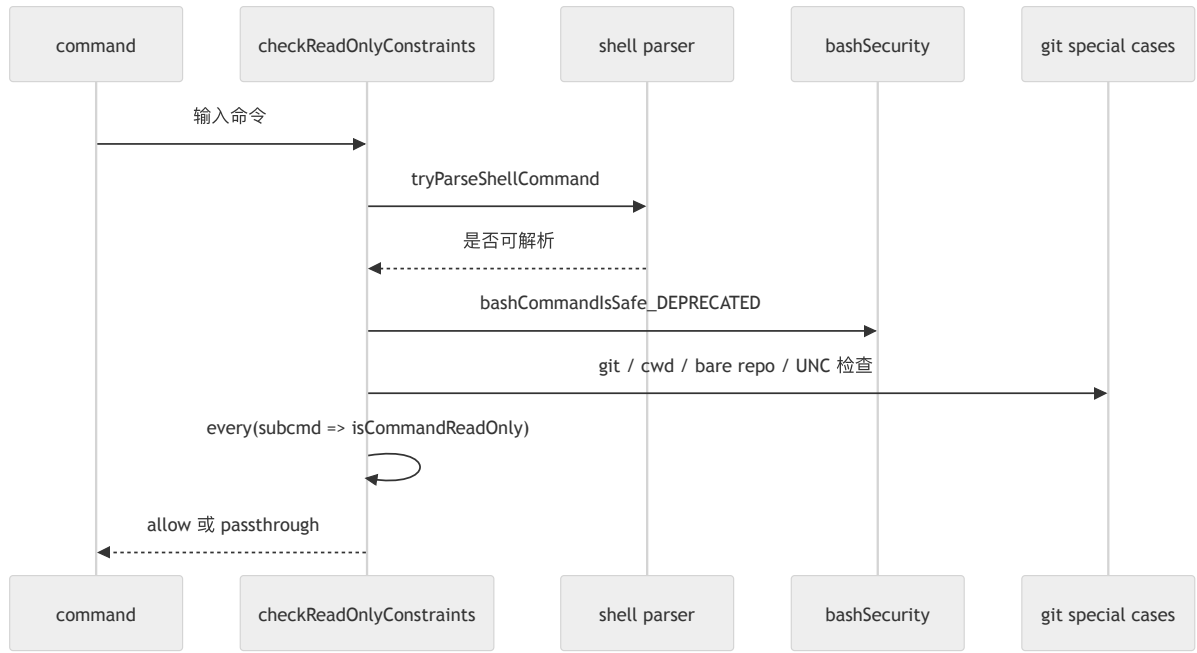 command
checkReadOnlyConstraints
shell parser
bashSecurity
git special cases
输入命令
tryParseShellCommand
是否可解析
bashCommandIsSafe_DEPRECATED
git / cwd / bare repo / UNC 检查
every(subcmd => isCommandReadOnly)
allow 或 passthrough
command
checkReadOnlyConstraints
shell parser
bashSecurity
git special cases